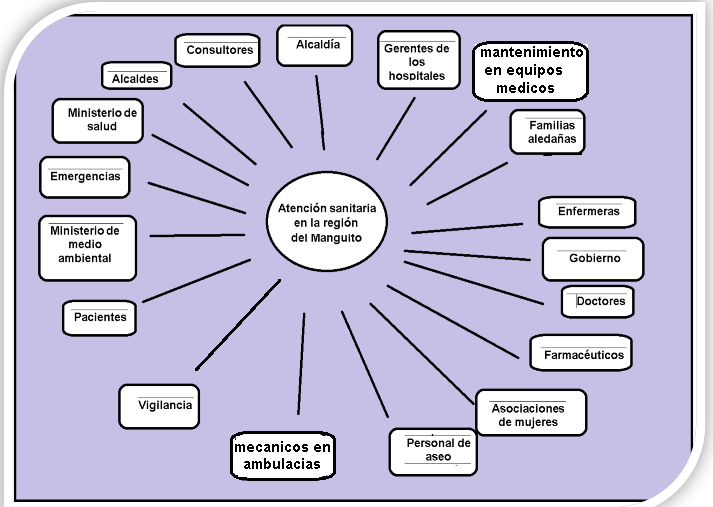 Consultores
Alcaldía
Gerentes de
los
hospitales
mantenimiento
en equipos
medicos
Alcaldes
Ministerio de
salud
Familias
aledañas
Emergencias
Atención sanitaria
en la región
del Manguito
Enfermeras
Ministerio de
medio
ambiental
Gobierno
Doctores
Pacientes
Farmacéuticos
Vigilancia
Asociaciones
de mujeres
mecanicos en
ambulacias
Personal de
aseo